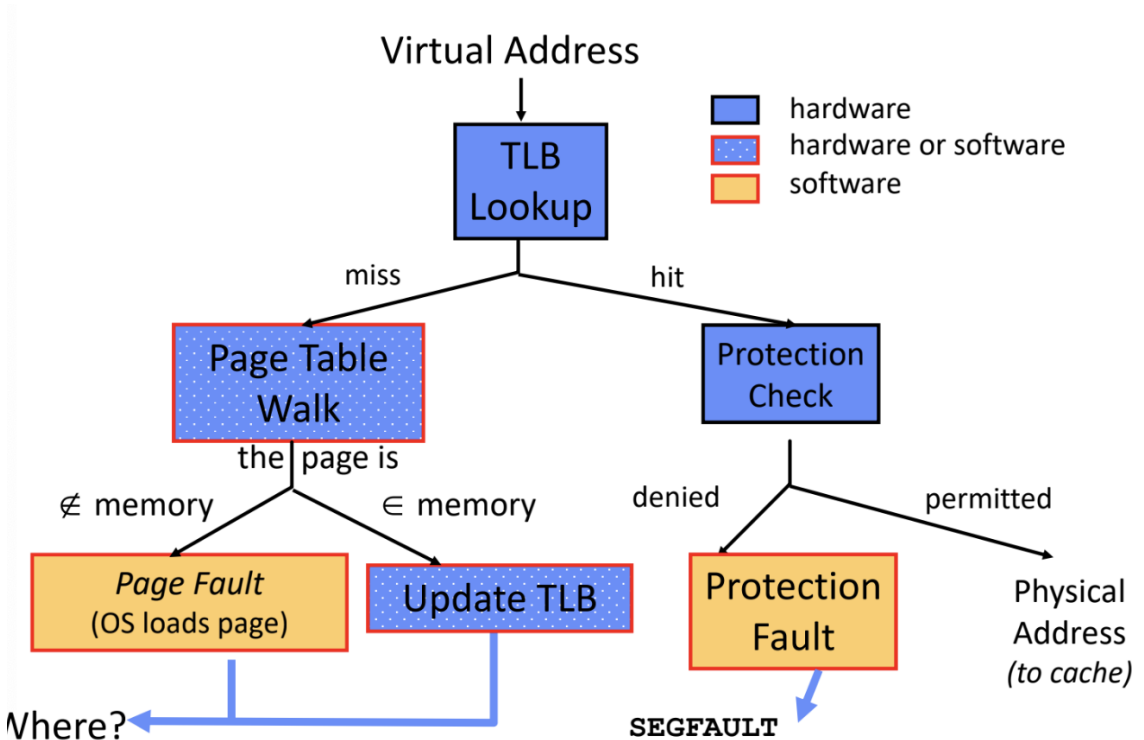 Virtual Address
hardware
hardware or software
software
TLB
Lookup
miss
hit
Page Table
Walk
Protection
Check
the page is
∉ memory
∈ memory
denied
permitted
Page Fault
(OS loads page)
Update TLB
Protection
Fault
Physical
Address
(to cache)
Where?
SEGFAULT